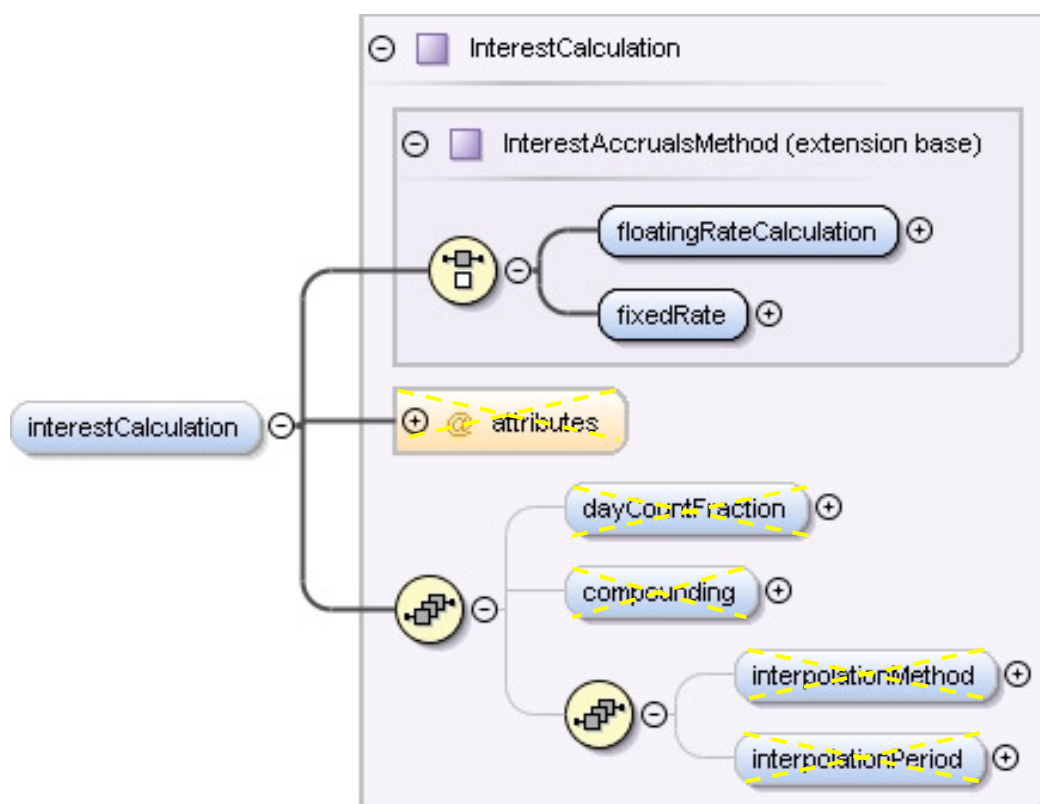 InterestCalculation
InterestAccrualsMethod (extension base)
floatingRateCalculation
fixedRate
interestCalculation
@ attributes
dayCountFraction
compounding
interpolationMethod
interpolationPeriod